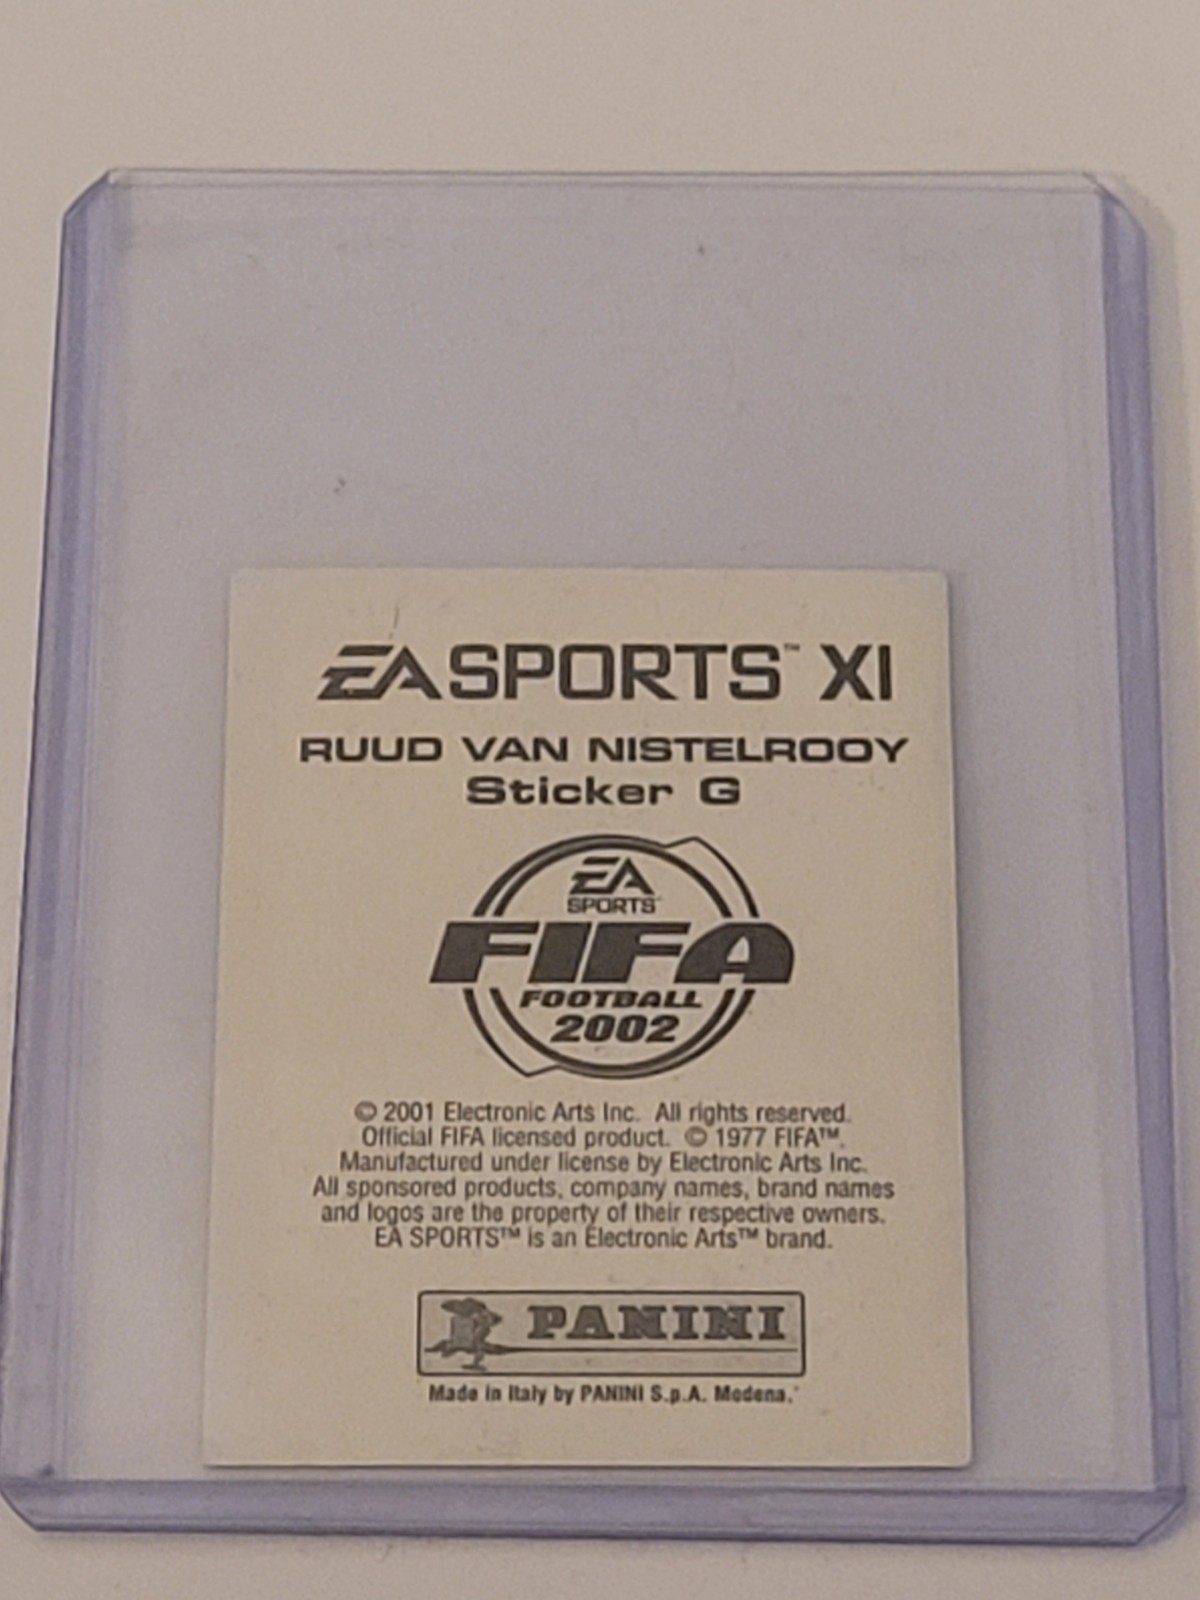 EA SPORTS™ XI
RUUD VAN NISTELROOY
Sticker G
EA
SPORTS™
FIFA
FOOTBALL
2002
© 2001 Electronic Arts Inc. All rights reserved.
Official FIFA licensed product. © 1977 FIFA™.
Manufactured under license by Electronic Arts Inc.
All sponsored products, company names, brand names
and logos are the property of their respective owners.
EA SPORTS™ is an Electronic Arts™ brand.
PANINI
Made in Italy by PANINI S.p.A. Modena.